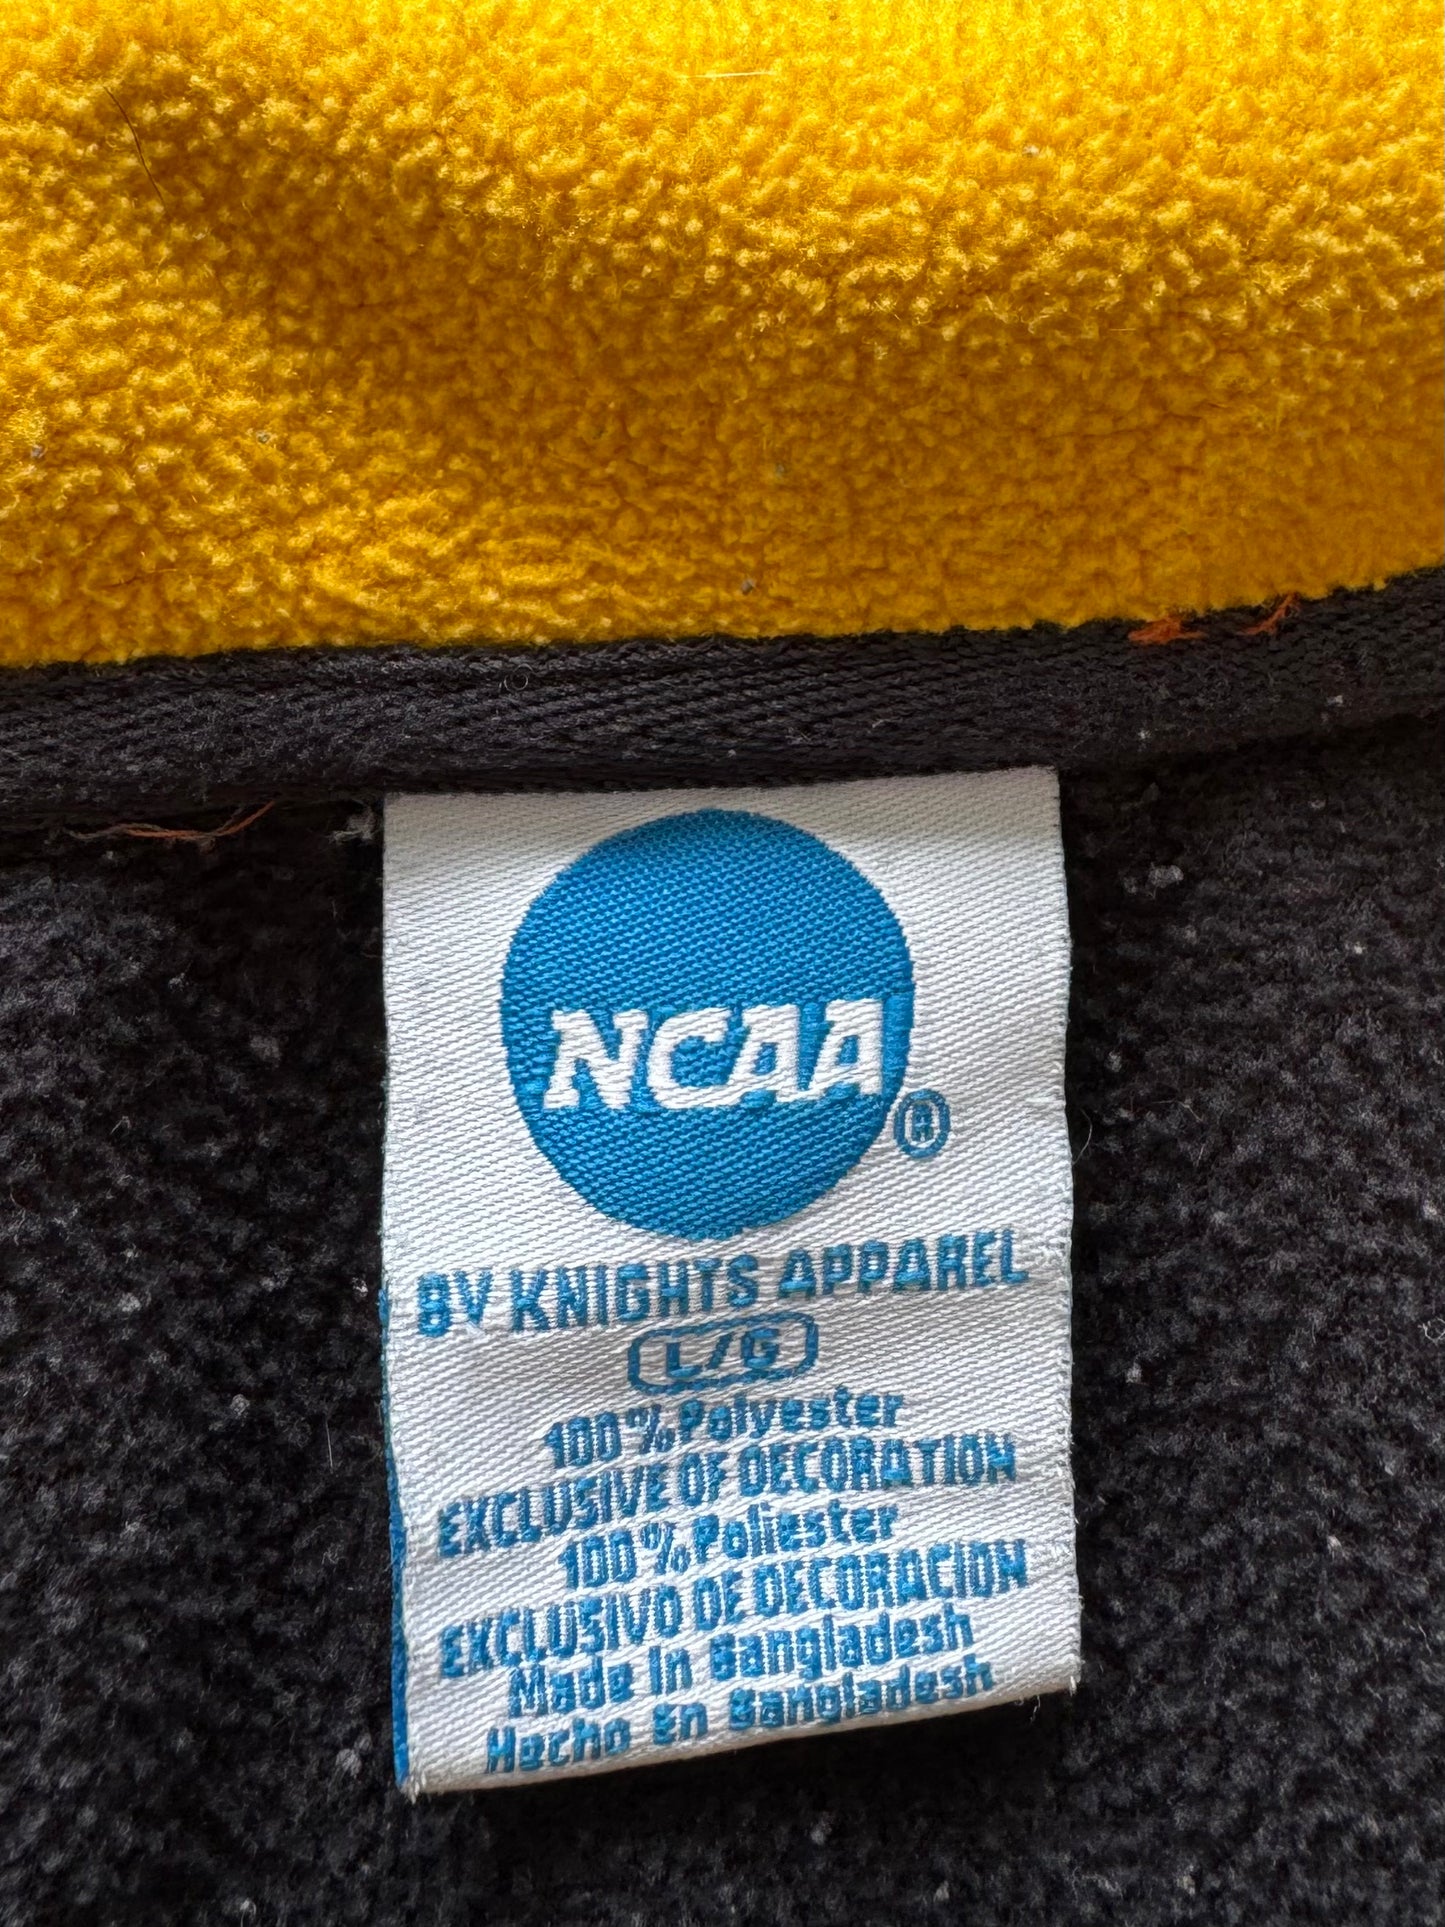 NCAA®
BY KNIGHTS APPAREL
L/G
100% Polyester
EXCLUSIVE OF DECORATION
100% Poliester
EXCLUSIVO DE DECORACION
Made In Bangladesh
Hecho En Bangladesh